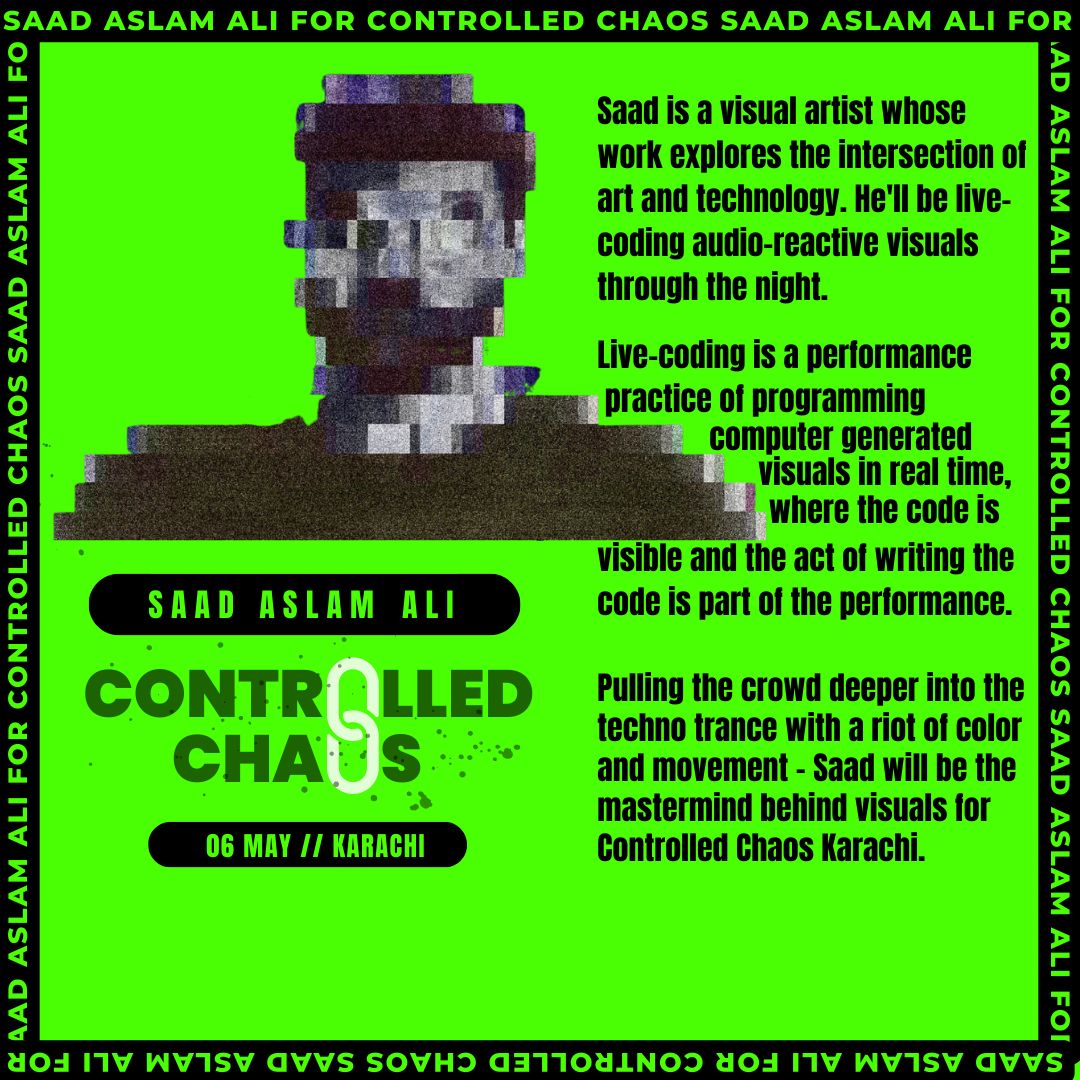 SAAD ASLAM ALI FOR CONTROLLED CHAOS SAAD ASLAM ALI FOR
AAD ASLAM ALI FOR CONTROLLED CHAOS SAAD ASLAM ALI FO
Saad is a visual artist whose
work explores the intersection of
art and technology. He'll be live-
coding audio-reactive visuals
through the night.
Live-coding is a performance
practice of programming
computer generated
visuals in real time,
where the code is
visible and the act of writing the
code is part of the performance.
SAAD ASLAM ALI
CONTROLLED
CHAOS
06 MAY // KARACHI
Pulling the crowd deeper into the
techno trance with a riot of color
and movement - Saad will be the
mastermind behind visuals for
Controlled Chaos Karachi.
AAD ASLAM ALI FOR CONTROLLED CHAOS SAAD ASLAM ALI FOR
SAAD ASLAM ALI FOR CONTROLLED CHAOS SAAD ASLAM ALI FOR